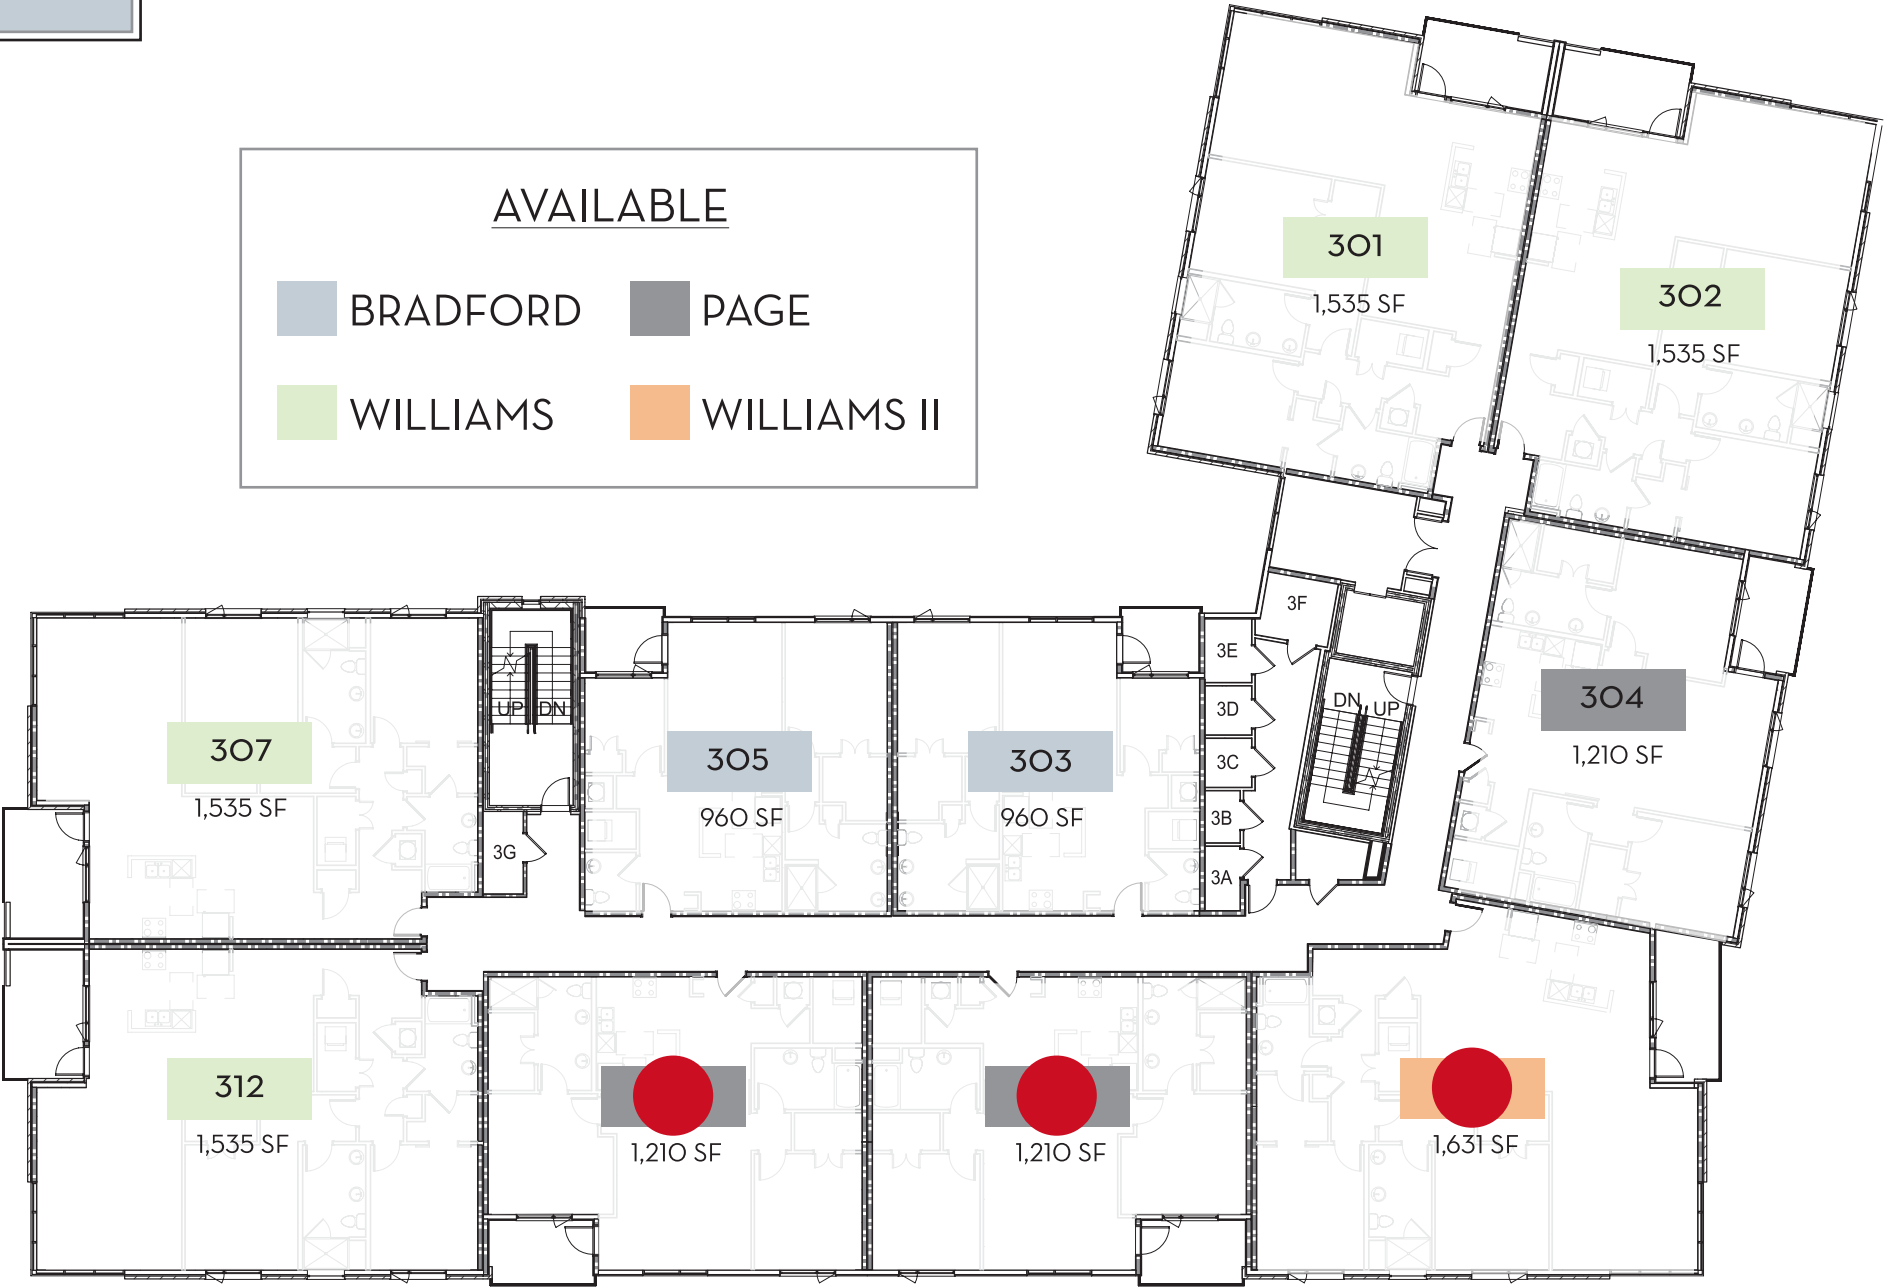 AVAILABLE
BRADFORD
PAGE
WILLIAMS
WILLIAMS II
301
1,535 SF
302
1,535 SF
3F
3E
3D
3C
3B
3A
DN
UP
304
1,210 SF
307
1,535 SF
UP
DN
3G
305
960 SF
303
960 SF
312
1,535 SF
1,210 SF
1,210 SF
1,631 SF